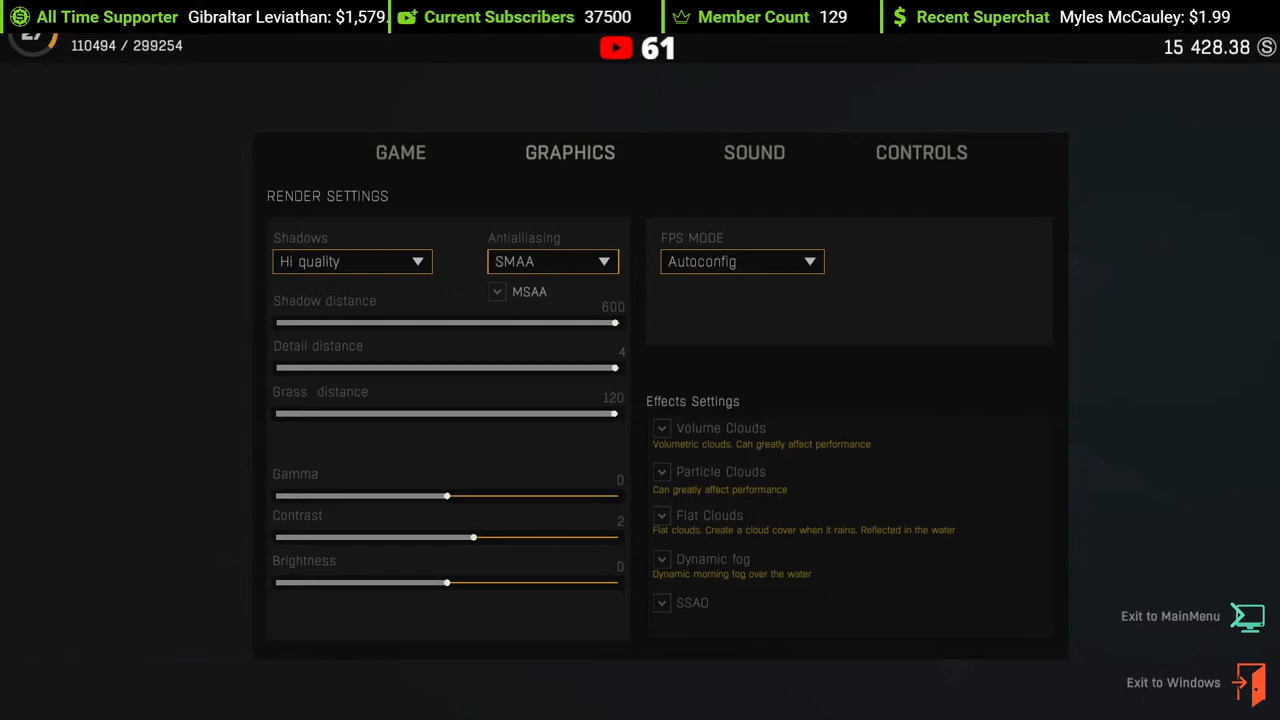 All Time Supporter Gibraltar Leviathan: $1,579. Current Subscribers 37500 Member Count 129 Recent Superchat Myles McCauley: $1.99
110494 / 299254 61 15 428.38
GAME GRAPHICS SOUND CONTROLS
RENDER SETTINGS
Shadows Antialliasing FPS MODE
Hi quality SMAA Autoconfig
MSAA
Shadow distance 600
Detail distance 4
Grass distance 120
Effects Settings
Volume Clouds
Volumetric clouds. Can greatly affect performance
Gamma 0
Particle Clouds
Can greatly affect performance
Contrast 2
Flat Clouds
Flat clouds. Create a cloud cover when it rains. Reflected in the water
Brightness 0
Dynamic fog
Dynamic morning fog over the water
SSAO
Exit to MainMenu
Exit to Windows